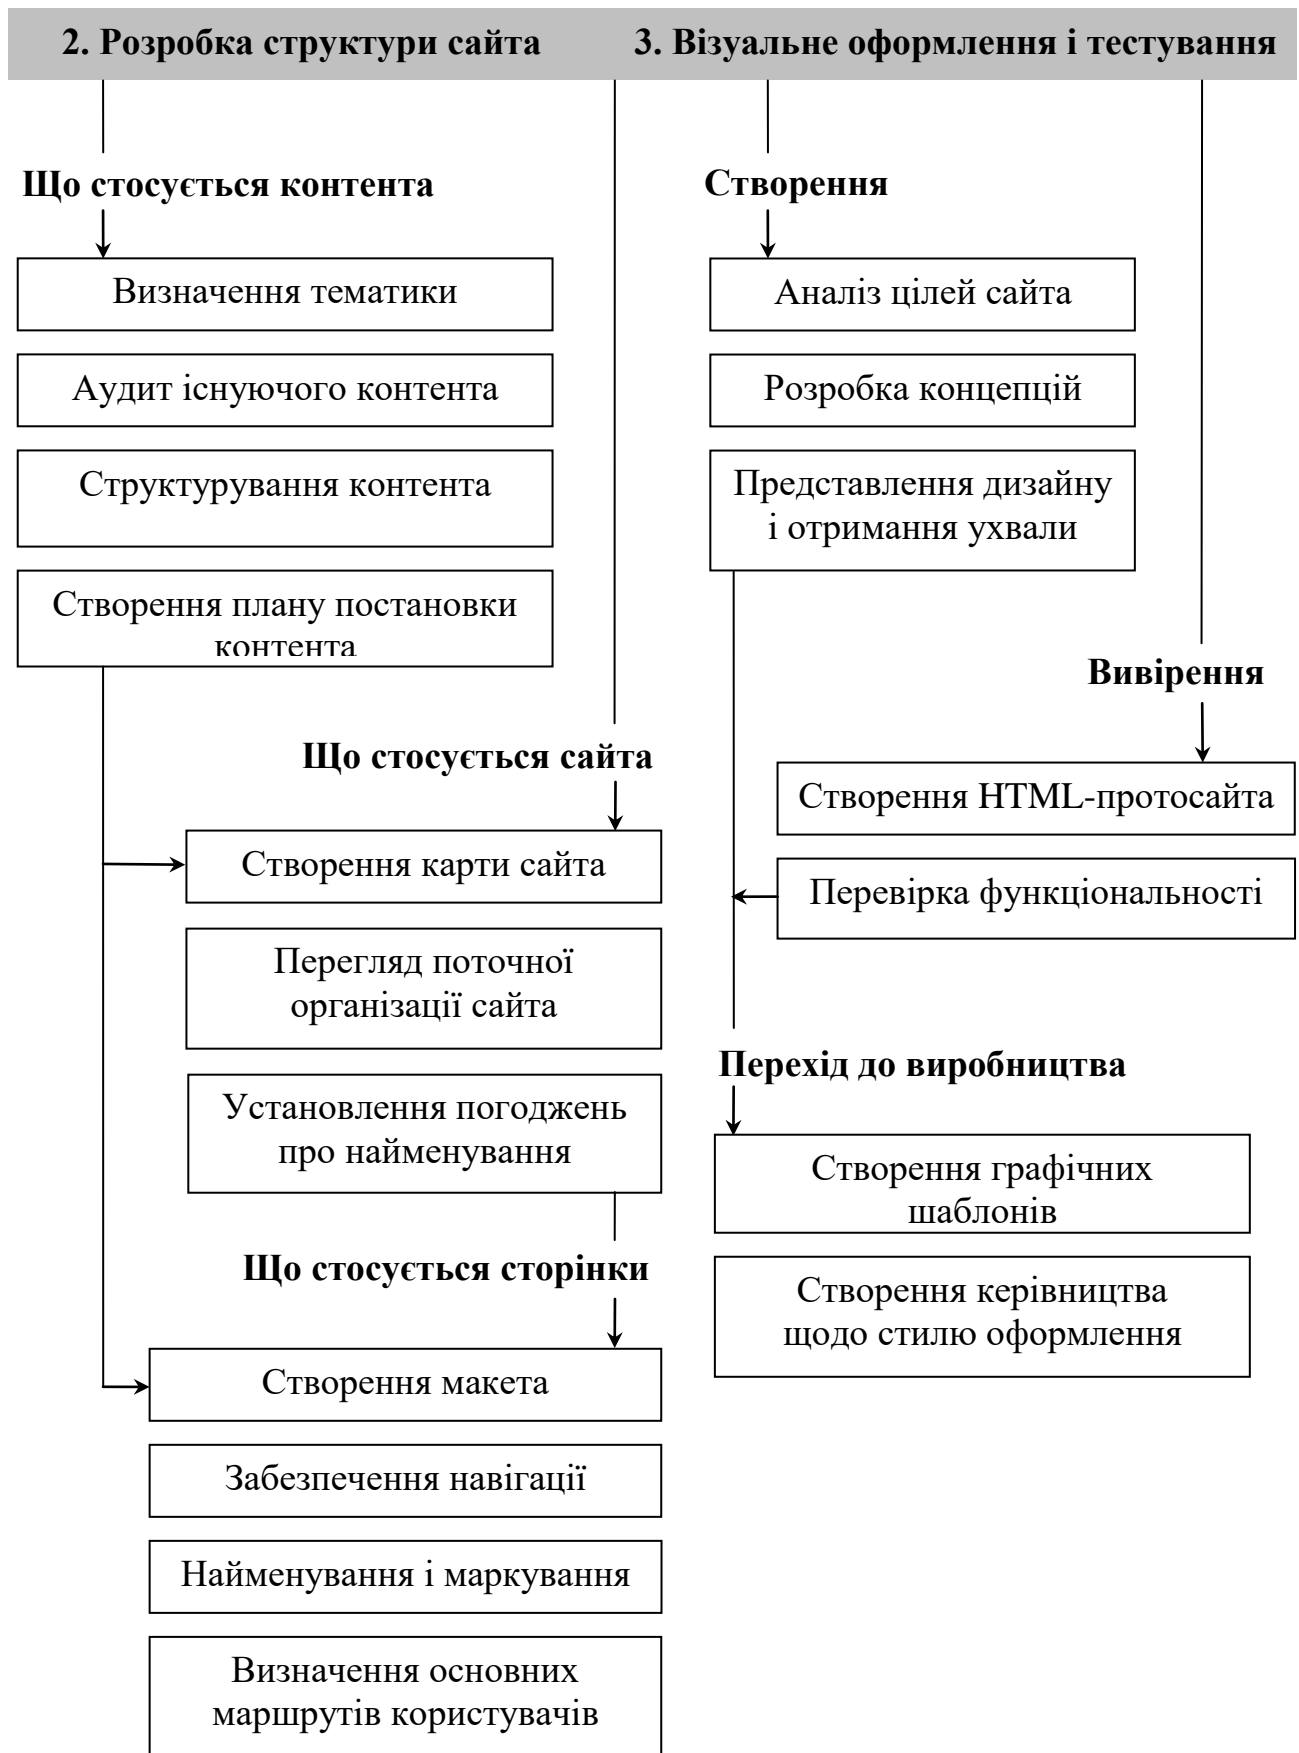 2. Розробка структури сайта
Що стосується контента
Визначення тематики
Аудит існуючого контента
Структурування контента
Створення плану постановки
контента
Що стосується сайта
Створення карти сайта
Перегляд поточної
організації сайта
Установлення погоджень
про найменування
Що стосується сторінки
Створення макета
Забезпечення навігації
Найменування і маркування
Визначення основних
маршрутів користувачів
3. Візуальне оформлення і тестування
Створення
Аналіз цілей сайта
Розробка концепцій
Представлення дизайну
і отримання ухвали
Вивірення
Створення HTML-протосайта
Перевірка функціональності
Перехід до виробництва
Створення графічних
шаблонів
Створення керівництва
щодо стилю оформлення